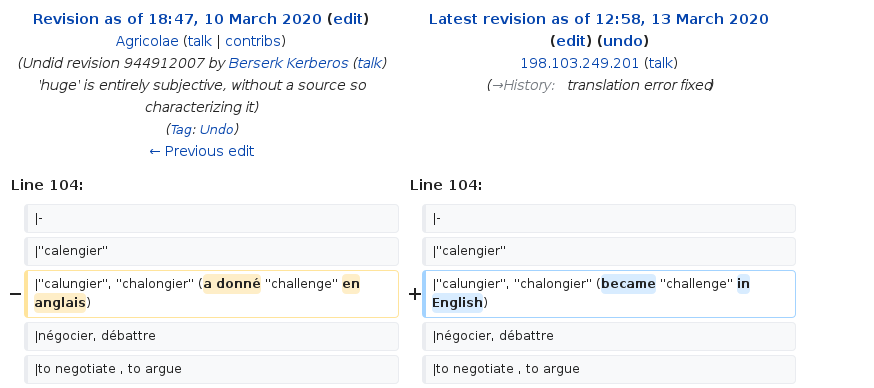 Revision as of 18:47, 10 March 2020 (edit)
Agricolae (talk | contribs)
(Undid revision 944912007 by Berserk Kerberos (talk)
'huge' is entirely subjective, without a source so
characterizing it)
(Tag: Undo)
← Previous edit
Latest revision as of 12:58, 13 March 2020
(edit) (undo)
198.103.249.201 (talk)
(→History: translation error fixed)
Line 104:
Line 104:
|-
|-
|''calengier''
|''calengier''
− |''calungier'', ''chalongier'' (a donné ''challenge'' en
anglais)
+ |''calungier'', ''chalongier'' (became ''challenge'' in
English)
|négocier, débattre
|négocier, débattre
|to negotiate , to argue
|to negotiate , to argue